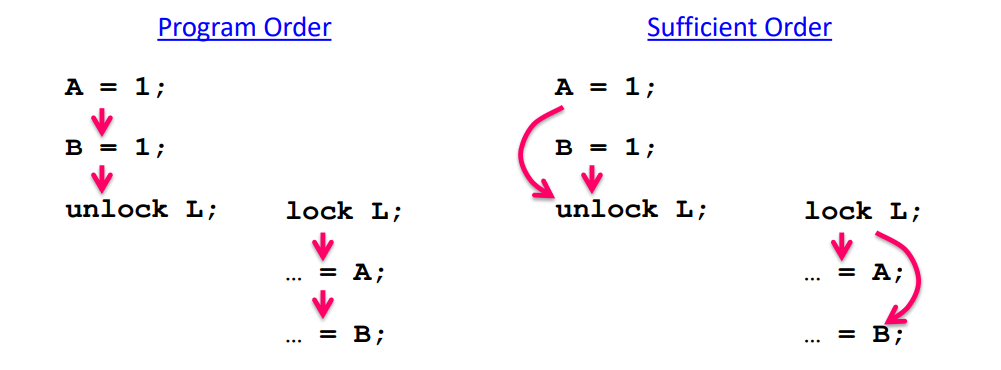 Program Order
A = 1;
B = 1;
unlock L;
lock L;
… = A;
… = B;
Sufficient Order
A = 1;
B = 1;
unlock L;
lock L;
… = A;
… = B;